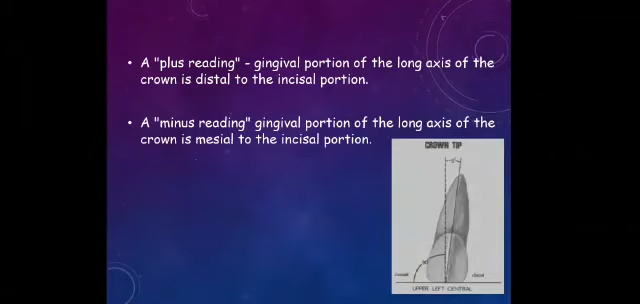 • A "plus reading" - gingival portion of the long axis of the
crown is distal to the incisal portion.
• A "minus reading" gingival portion of the long axis of the
crown is mesial to the incisal portion.
CROWN TIP
UPPER LEFT CENTRAL